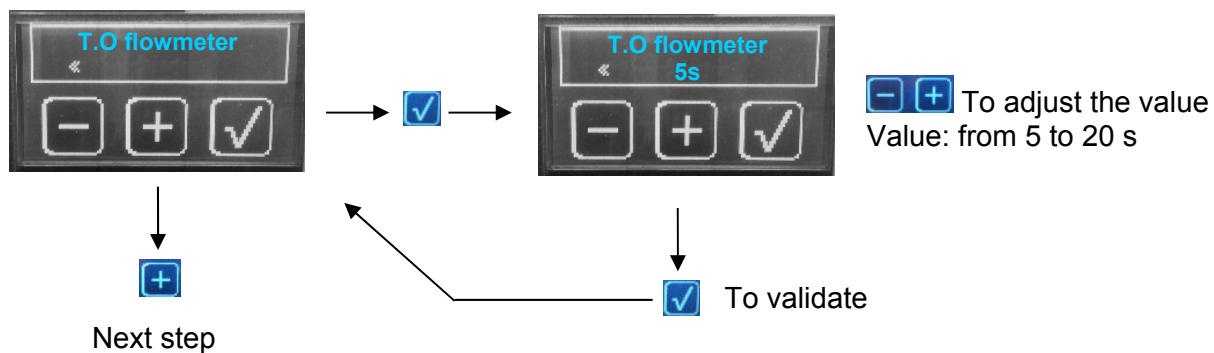 T.O flowmeter
«
T.O flowmeter
« 5s
To adjust the value
Value: from 5 to 20 s
To validate
Next step